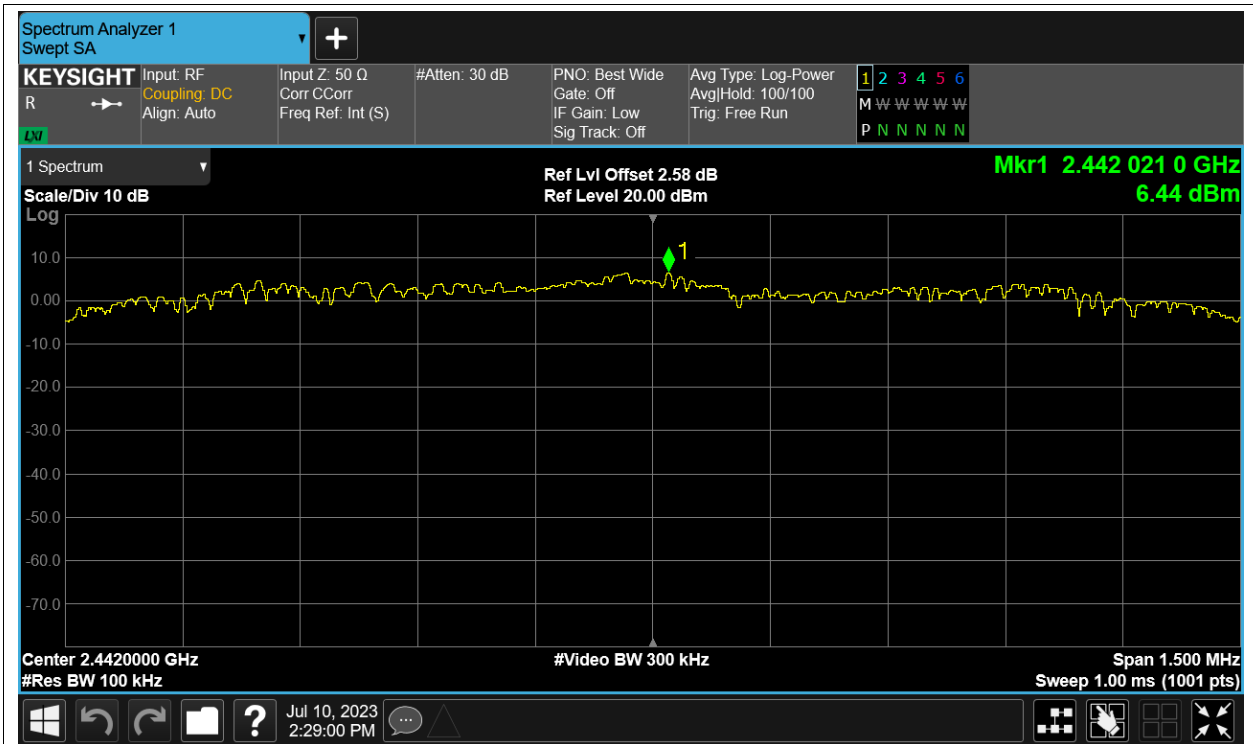 Spectrum Analyzer 1
Swept SA
KEYSIGHT
R
LXI
Input: RF
Coupling: DC
Align: Auto
Input Z: 50 Ω
Corr CCorr
Freq Ref: Int (S)
#Atten: 30 dB
PNO: Best Wide
Gate: Off
IF Gain: Low
Sig Track: Off
Avg Type: Log-Power
Avg|Hold: 100/100
Trig: Free Run
1 2 3 4 5 6
M W W W W W
P N N N N N
1 Spectrum
Scale/Div 10 dB
Log
Ref Lvl Offset 2.58 dB
Ref Level 20.00 dBm
Mkr1 2.442 021 0 GHz
6.44 dBm
1
10.0
0.00
-10.0
-20.0
-30.0
-40.0
-50.0
-60.0
-70.0
Center 2.4420000 GHz
#Res BW 100 kHz
#Video BW 300 kHz
Span 1.500 MHz
Sweep 1.00 ms (1001 pts)
?
Jul 10, 2023
2:29:00 PM